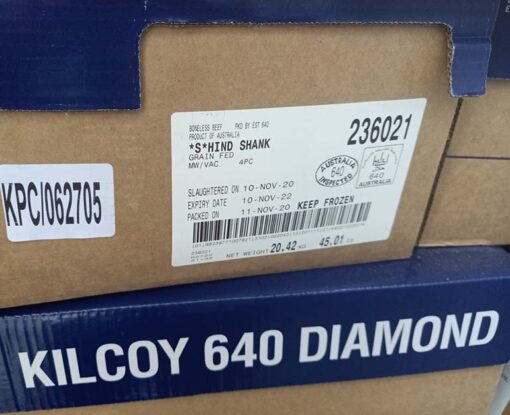 BONELESS BEEF PKD BY EST 640
PRODUCT OF AUSTRALIA
*S*HIND SHANK
GRAIN FED
MW/VAC 4PC
236021
AUSTRALIA
640
INSPECTED
640
AUSTRALIA
SLAUGHTERED ON 10-NOV-20
EXPIRY DATE 10-NOV-22
PACKED ON 11-NOV-20 KEEP FROZEN
236021
NET WEIGHT 20.42 KG 45.01 LB
KPCI062705
KILCOY 640 DIAMOND